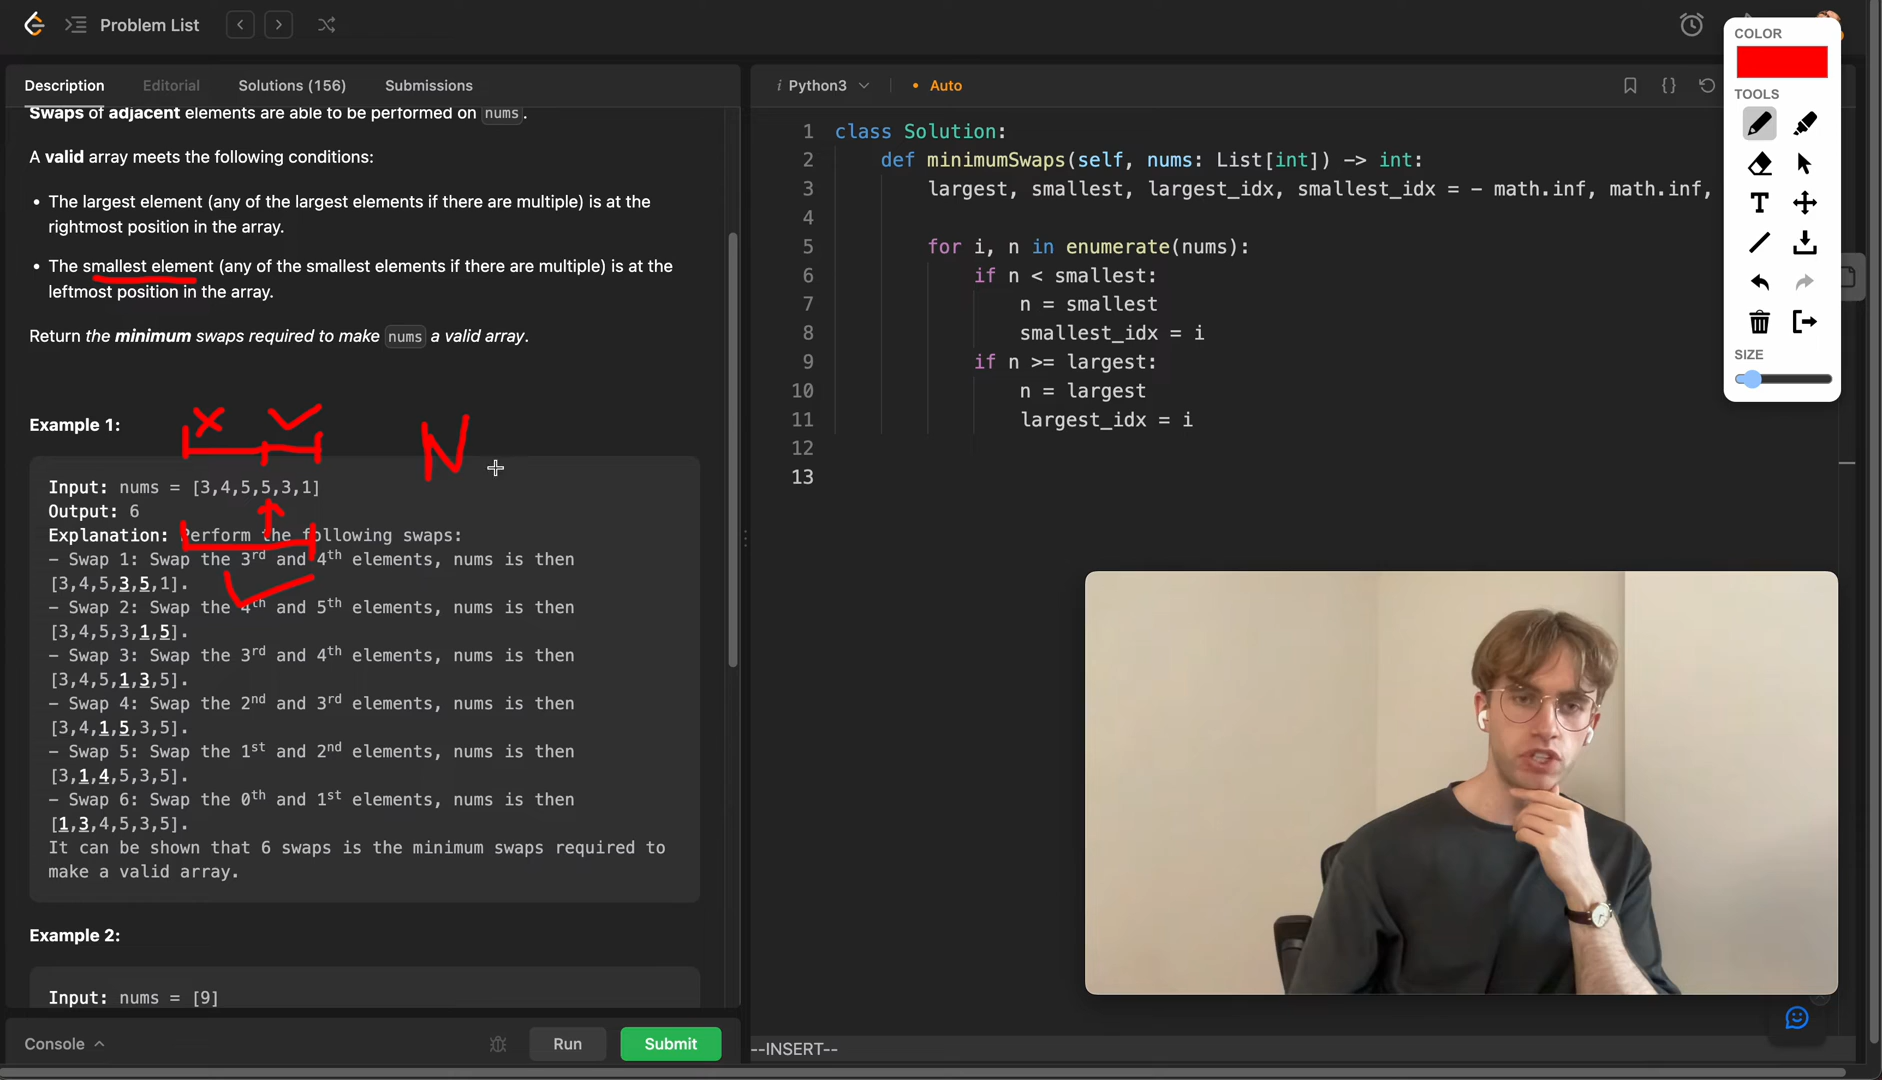 Problem List
COLOR
TOOLS
SIZE
Description Editorial Solutions (156) Submissions
Swaps of adjacent elements are able to be performed on nums.
A valid array meets the following conditions:
• The largest element (any of the largest elements if there are multiple) is at the
rightmost position in the array.
• The smallest element (any of the smallest elements if there are multiple) is at the
leftmost position in the array.
Return the minimum swaps required to make nums a valid array.
Example 1:
N
Input: nums = [3,4,5,5,3,1]
Output: 6
Explanation: Perform the following swaps:
- Swap 1: Swap the 3rd and 4th elements, nums is then
[3,4,5,3,5,1].
- Swap 2: Swap the 4th and 5th elements, nums is then
[3,4,5,3,1,5].
- Swap 3: Swap the 3rd and 4th elements, nums is then
[3,4,5,1,3,5].
- Swap 4: Swap the 2nd and 3rd elements, nums is then
[3,4,1,5,3,5].
- Swap 5: Swap the 1st and 2nd elements, nums is then
[3,1,4,5,3,5].
- Swap 6: Swap the 0th and 1st elements, nums is then
[1,3,4,5,3,5].
It can be shown that 6 swaps is the minimum swaps required to
make a valid array.
Example 2:
Input: nums = [9]
Console Run Submit
i Python3 • Auto {}
1 class Solution:
2 def minimumSwaps(self, nums: List[int]) -> int:
3 largest, smallest, largest_idx, smallest_idx = - math.inf, math.inf,
4
5 for i, n in enumerate(nums):
6 if n < smallest:
7 n = smallest
8 smallest_idx = i
9 if n >= largest:
10 n = largest
11 largest_idx = i
12
13
--INSERT--